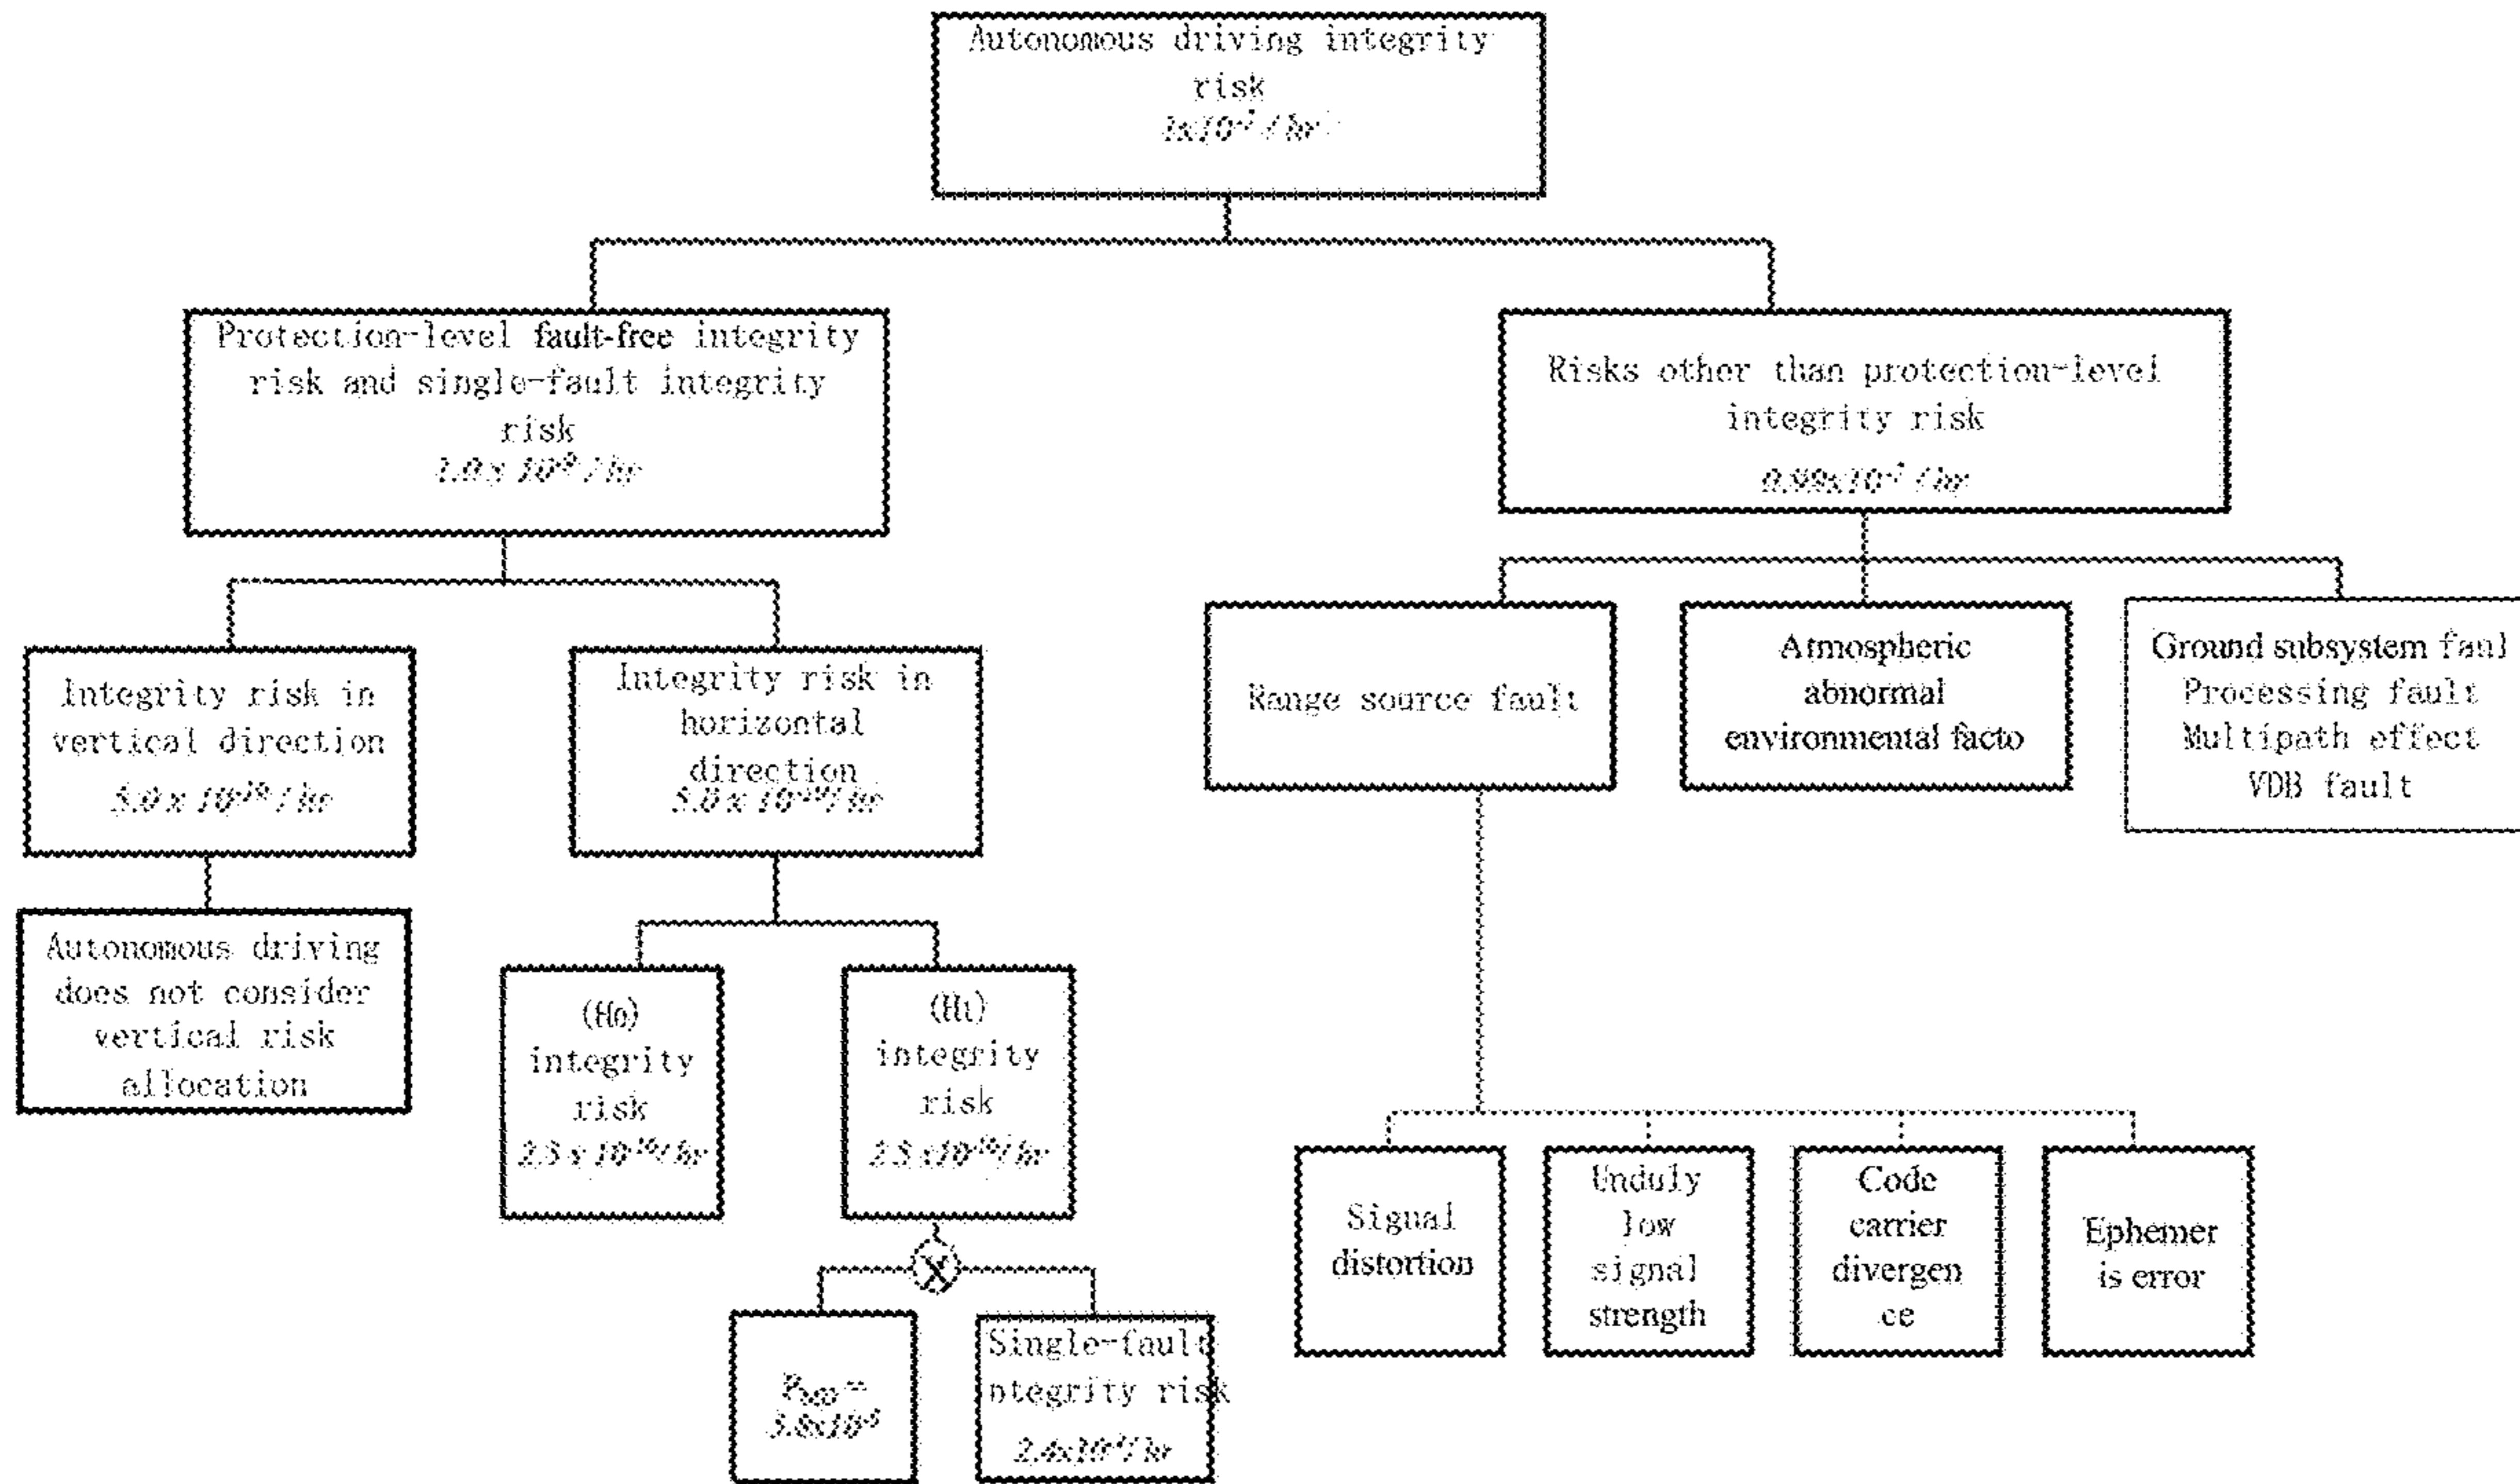 Autonomous driving integrity
risk
Protection-level fault-free integrity
risk and single-fault integrity
risk
Risks other than protection-level
integrity risk
Integrity risk in
vertical direction
Integrity risk in
horizontal
direction
Range source fault
Atmospheric
abnormal
environmental facto
Ground subsystem faul
Processing fault
Multipath effect
VDB fault
Autonomous driving
does not consider
vertical risk
allocation
(H0)
integrity
risk
(H1)
integrity
risk
X
Single-fault
ntegrity risk
Signal
distortion
Unduly
low
signal
strength
Code
carrier
divergen
ce
Ephemer
is error